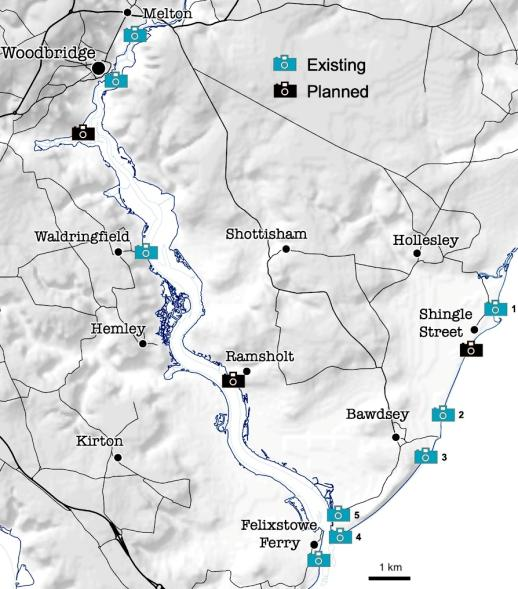 Melton
Woodbridge
Existing
Planned
Waldringfield
Shottisham
Hollesley
1
Shingle
Street
Hemley
Ramsholt
Bawdsey
2
Kirton
3
5
Felixstowe
Ferry
4
1 km